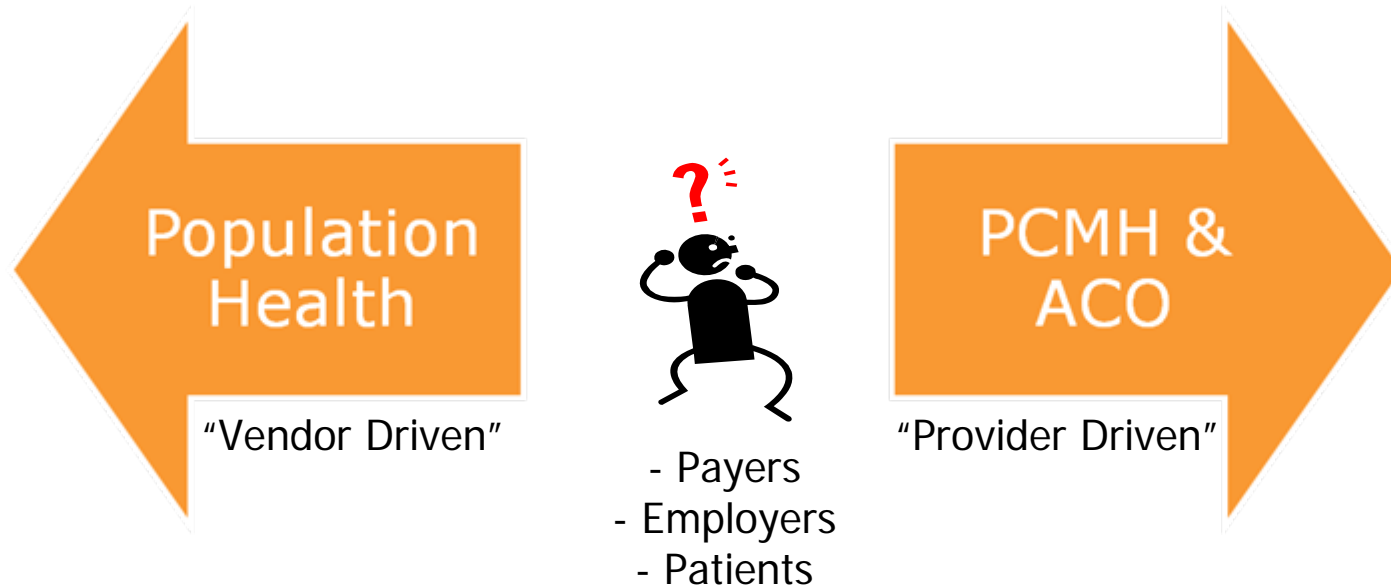 Population
Health
"Vendor Driven"
?
- Payers
- Employers
- Patients
PCMH &
ACO
"Provider Driven"